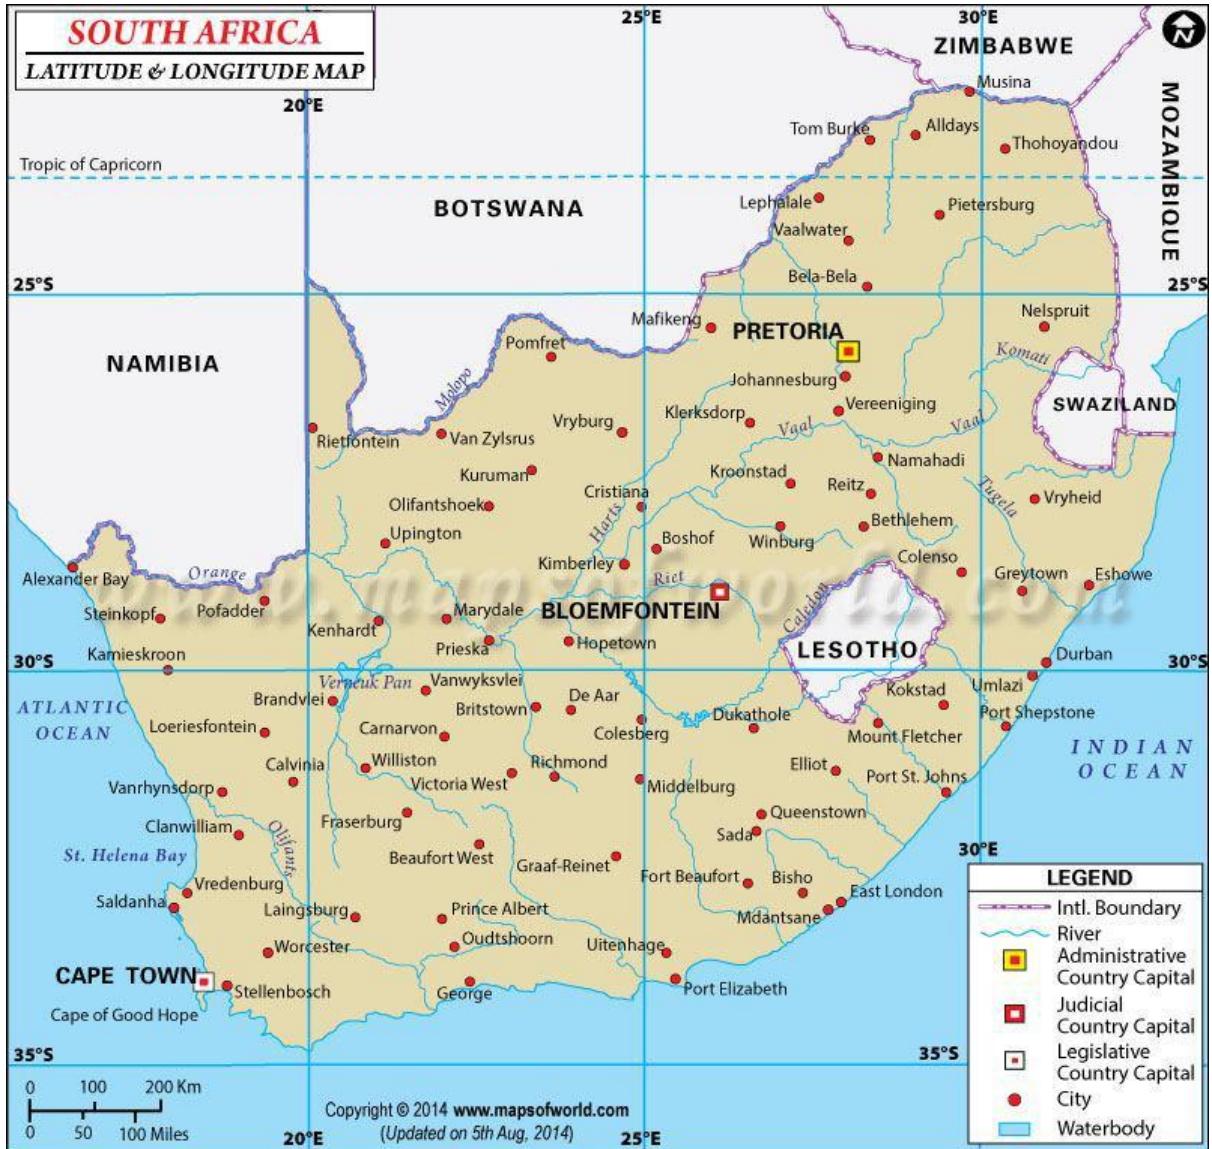 SOUTH AFRICA
LATITUDE & LONGITUDE MAP
25°E
30°E
N
ZIMBABWE
20°E
Musina
MOZAMBIQUE
Tom Burke
Alldays
Thohoyandou
Tropic of Capricorn
BOTSWANA
Lephalale
Pietersburg
Vaalwater
Bela-Bela
25°S
25°S
Mafikeng
PRETORIA
Nelspruit
NAMIBIA
Pomfret
Komati
Molopo
Johannesburg
SWAZILAND
Vereeniging
Klerksdorp
Vaal
Vaal
Rietfontein
Van Zylsrus
Vryburg
Namahadi
Kuruman
Kroonstad
Reitz
Tugela
Vryheid
Olifantshoek
Cristiana
Harts
Upington
Boshof
Winburg
Bethlehem
Colenso
Kimberley
Riet
Greytown
Eshowe
Alexander Bay
Orange
www.mapsofworld.com
Steinkopf
Pofadder
Kenhardt
Marydale
BLOEMFONTEIN
Caledon
Prieska
Hopetown
LESOTHO
Kamieskroon
Durban
30°S
30°S
Verneuk Pan
Vanwyksvlei
Umlazi
Brandvlei
De Aar
Kokstad
ATLANTIC
OCEAN
Britstown
Port Shepstone
Loeriesfontein
Carnarvon
Colesberg
Dukathole
Mount Fletcher
INDIAN
OCEAN
Calvinia
Williston
Richmond
Elliot
Port St. Johns
Vanrhynsdorp
Victoria West
Middelburg
Fraserburg
Queenstown
Clanwilliam
Olifants
Sada
St. Helena Bay
Beaufort West
Graaf-Reinet
30°E
Fort Beaufort
Bisho
Vredenburg
East London
Saldanha
Laingsburg
Prince Albert
Mdantsane
Worcester
Oudtshoorn
Uitenhage
CAPE TOWN
Stellenbosch
George
Port Elizabeth
Cape of Good Hope
35°S
35°S
LEGEND
Intl. Boundary
River
Administrative
Country Capital
Judicial
Country Capital
Legislative
Country Capital
City
Waterbody
0 100 200 Km
0 50 100 Miles
Copyright © 2014 www.mapsofworld.com
(Updated on 5th Aug, 2014)
20°E
25°E